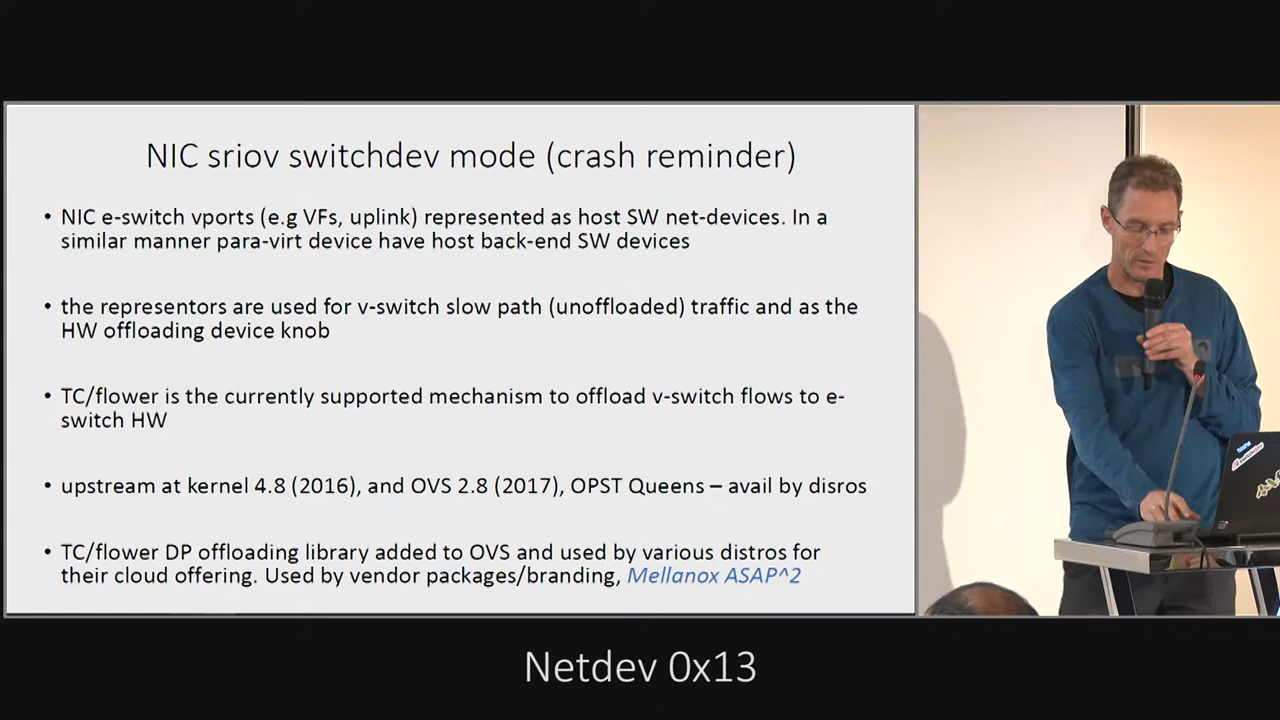 NIC sriov switchdev mode (crash reminder)
• NIC e-switch vports (e.g VFs, uplink) represented as host SW net-devices. In a
similar manner para-virt device have host back-end SW devices
• the representors are used for v-switch slow path (unoffloaded) traffic and as the
HW offloading device knob
• TC/flower is the currently supported mechanism to offload v-switch flows to e-
switch HW
• upstream at kernel 4.8 (2016), and OVS 2.8 (2017), OPST Queens – avail by disros
• TC/flower DP offloading library added to OVS and used by various distros for
their cloud offering. Used by vendor packages/branding, Mellanox ASAP^2
Netdev 0x13